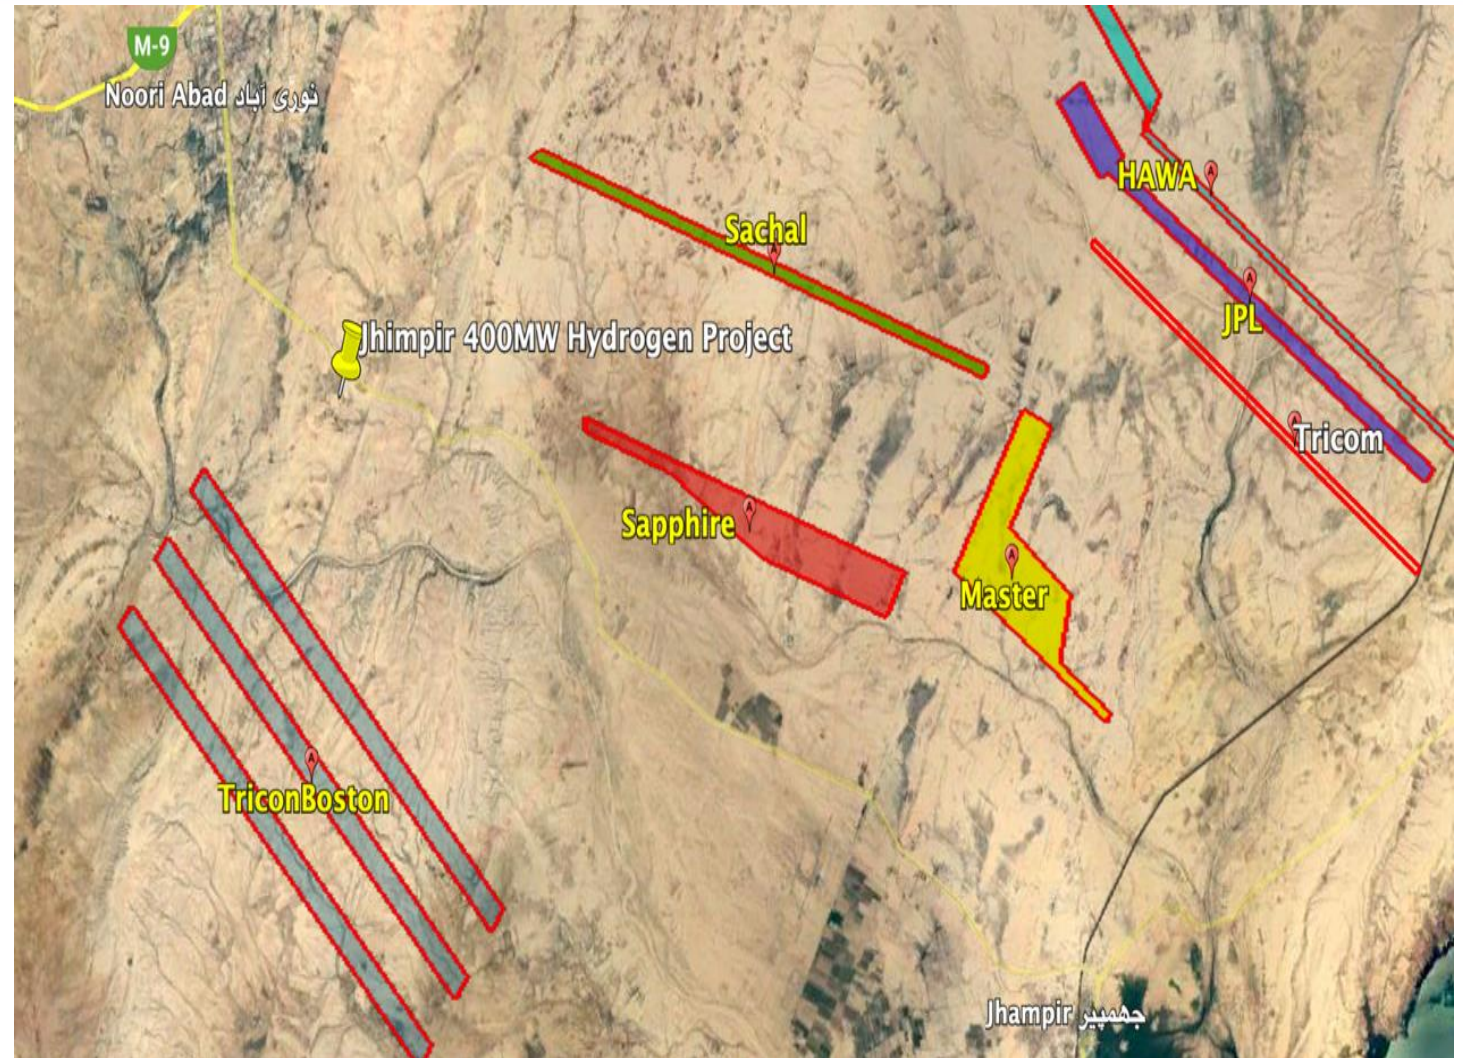 M-9
Noori Abad نوری آباد
Sachal
HAWA
JPL
Jhimpir 400MW Hydrogen Project
Tricom
Sapphire
Master
TriconBoston
Jhampir جھمپیر